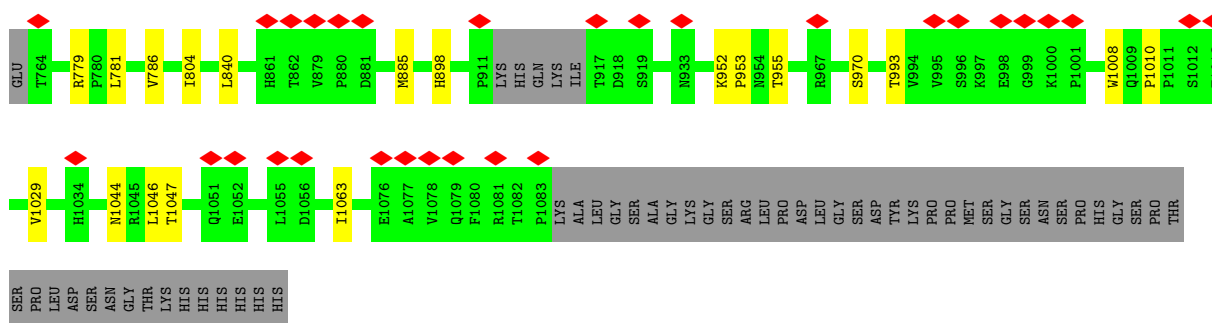 GLU T764 R779 P780 L781 V786 I804 L840 H861 T862 V879 P880 D881 M885 H898 P911 LYS HIS GLN LYS ILE T917 D918 S919 N933 K952 P953 N954 T955 R967 S970 T993 V994 V995 S996 K997 E998 G999 K1000 P1001 W1008 Q1009 P1010 P1011 S1012
V1029 H1034 N1044 R1045 L1046 T1047 Q1051 E1052 L1055 D1056 I1063 E1076 A1077 V1078 Q1079 F1080 R1081 T1082 P1083 LYS ALA LEU GLY SER ALA GLY LYS GLY SER ARG LEU PRO ASP LEU GLY SER ASP TYR LYS PRO PRO MET SER GLY SER ASN SER PRO HIS GLY SER PRO THR
SER PRO LEU ASP SER ASN GLY THR LYS HIS HIS HIS HIS HIS HIS